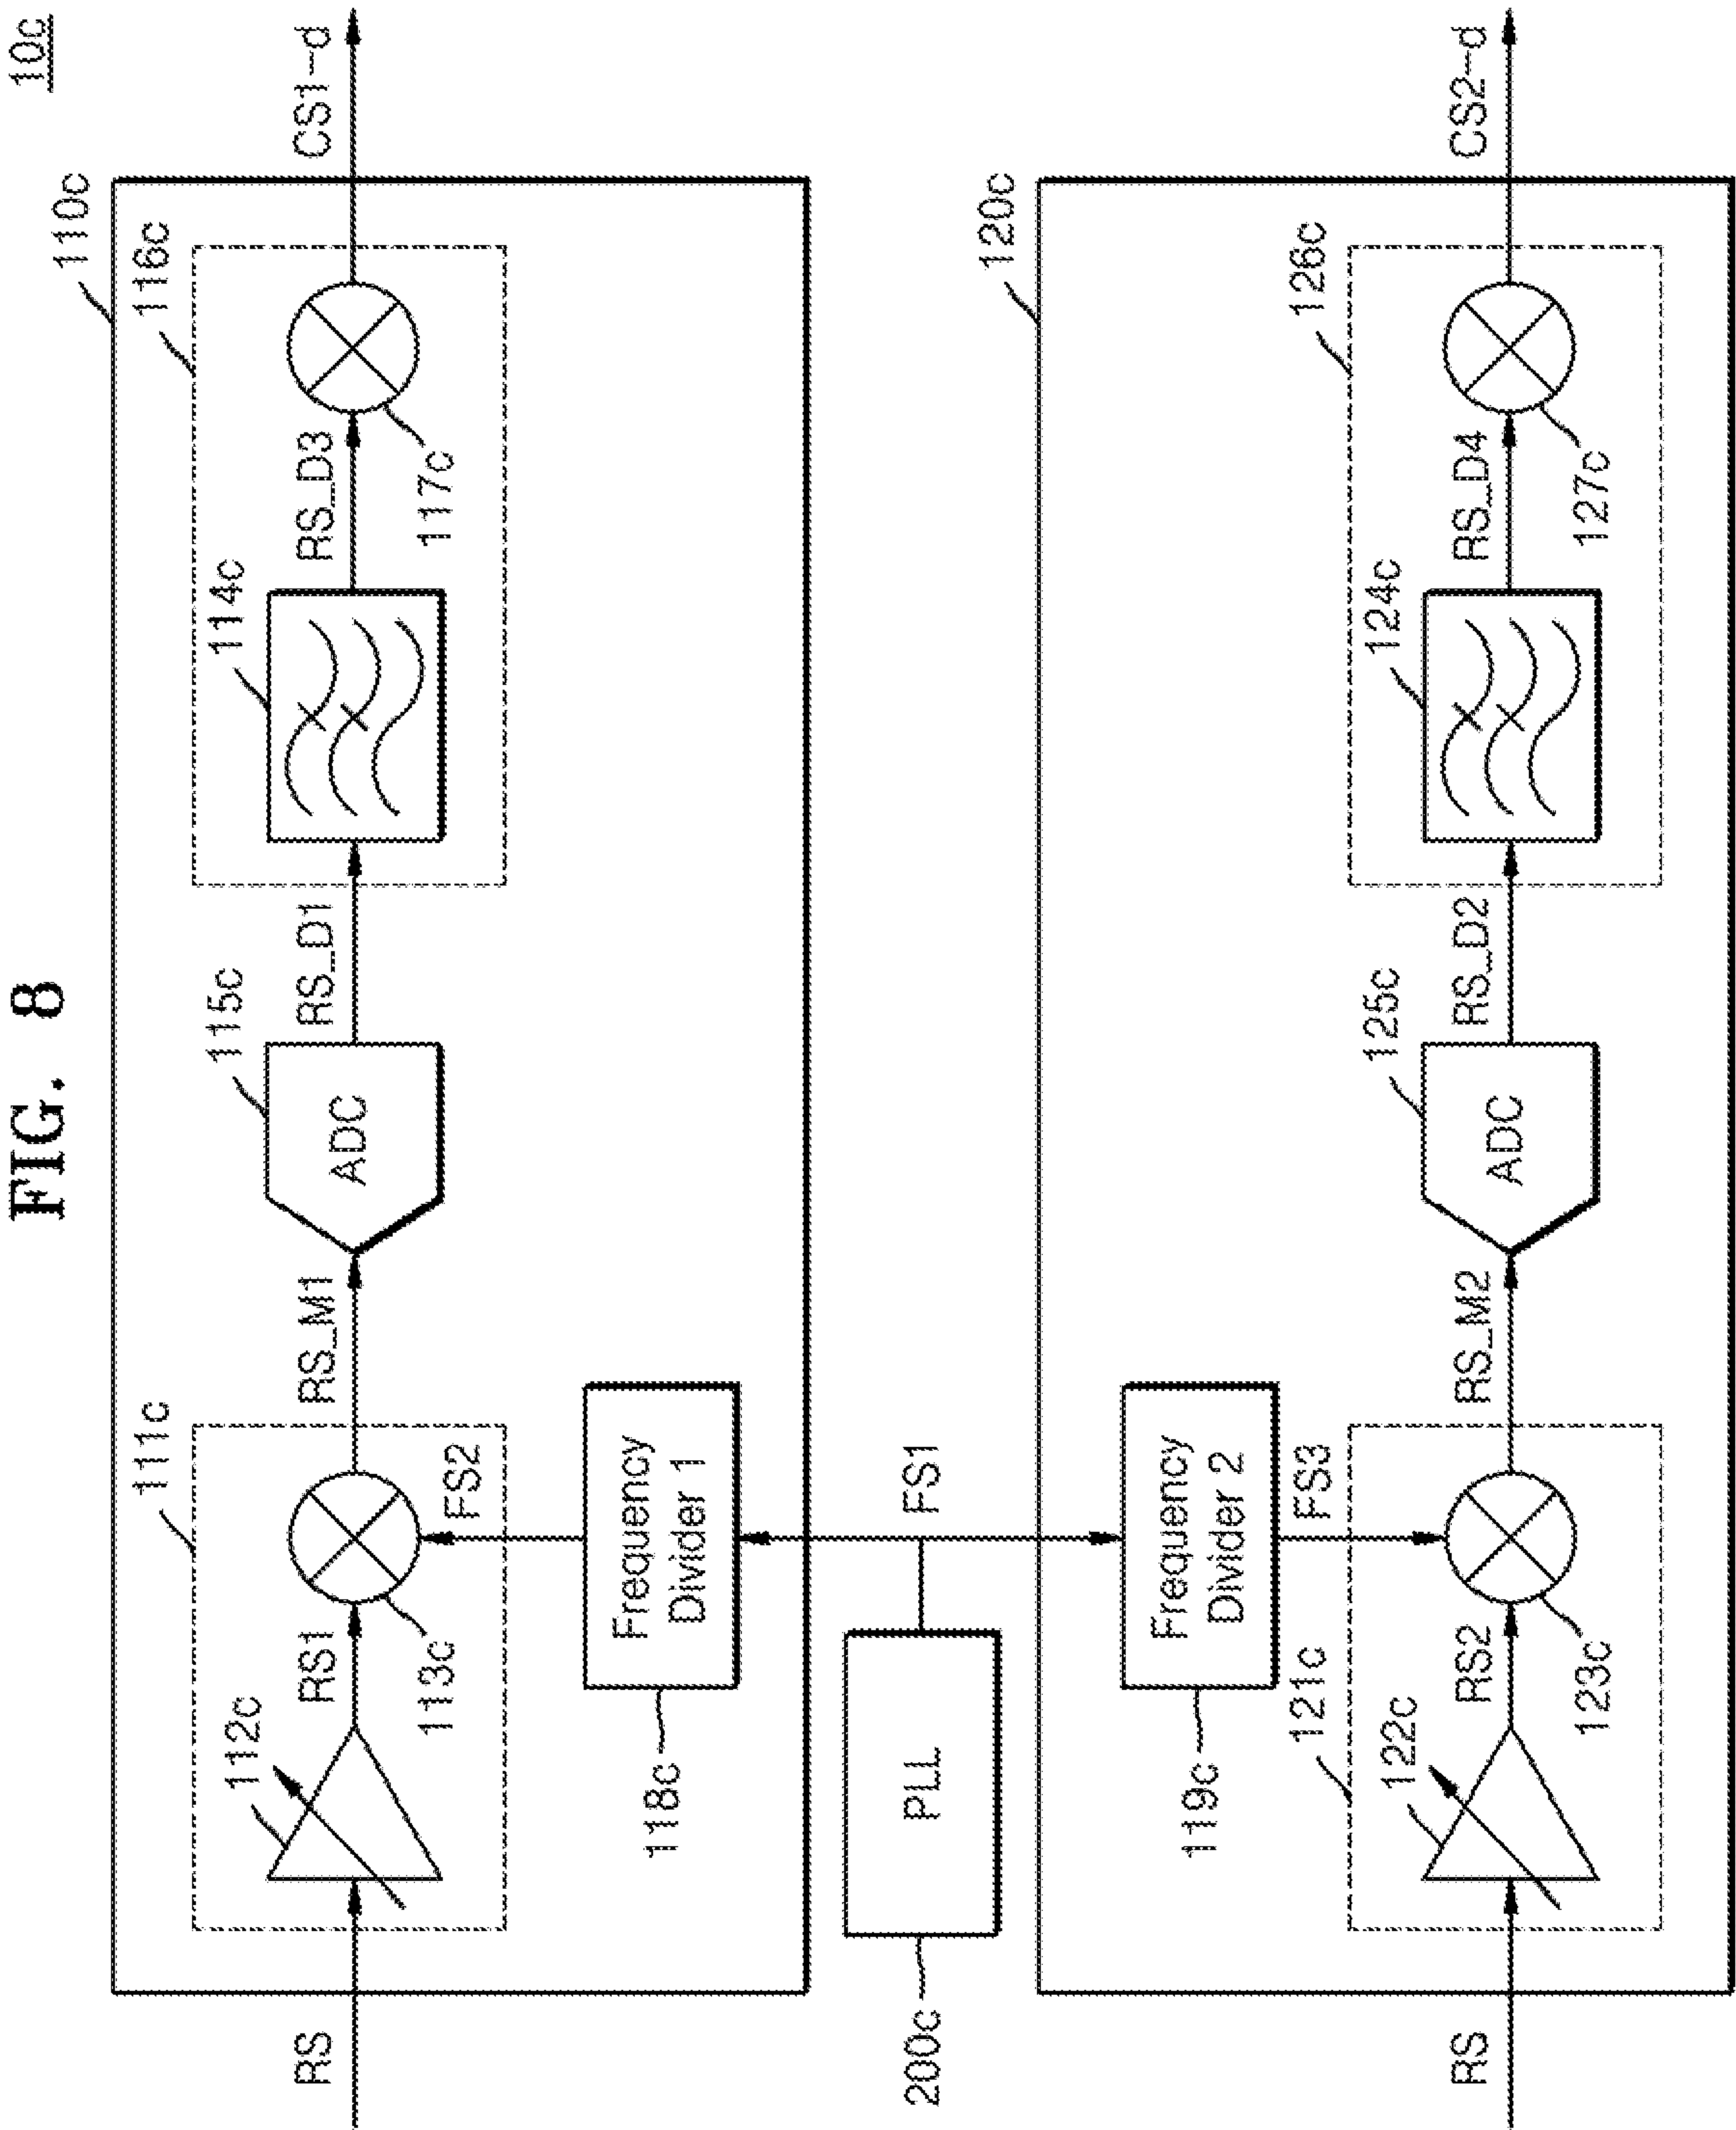 FIG. 8
10c
110c
111c
116c
112c
115c
114c
RS
RS1
RS_M1
ADC
RS_D1
RS_D3
CS1-d
113c
FS2
117c
Frequency
Divider 1
118c
200c
PLL
FS1
120c
Frequency
Divider 2
119c
FS3
121c
126c
122c
125c
124c
RS
RS2
RS_M2
ADC
RS_D2
RS_D4
CS2-d
123c
127c